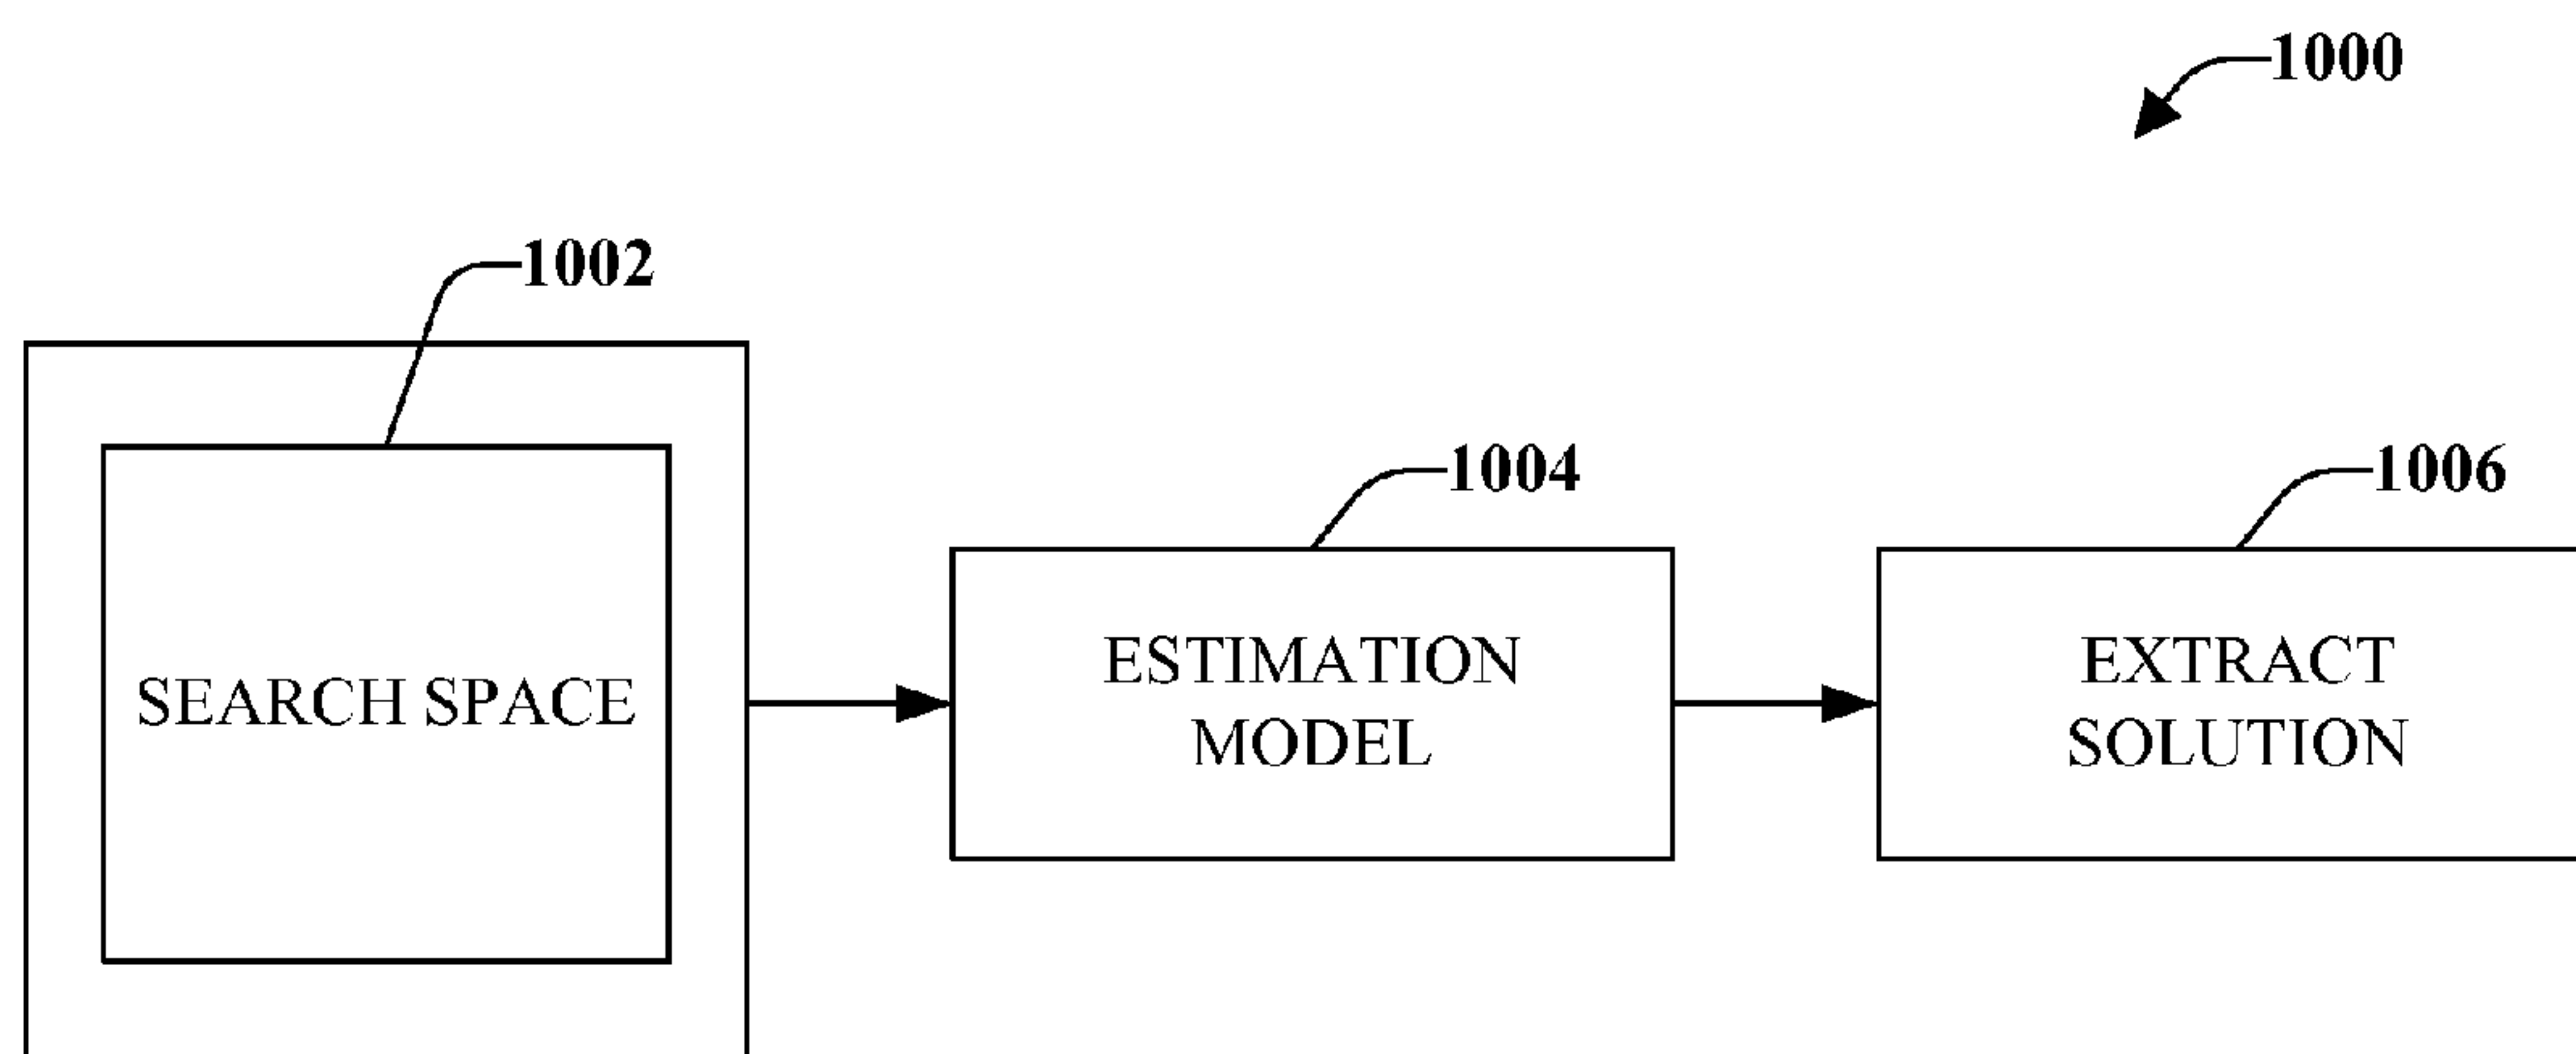 1000
1002
1004
1006
SEARCH SPACE
ESTIMATION
MODEL
EXTRACT
SOLUTION